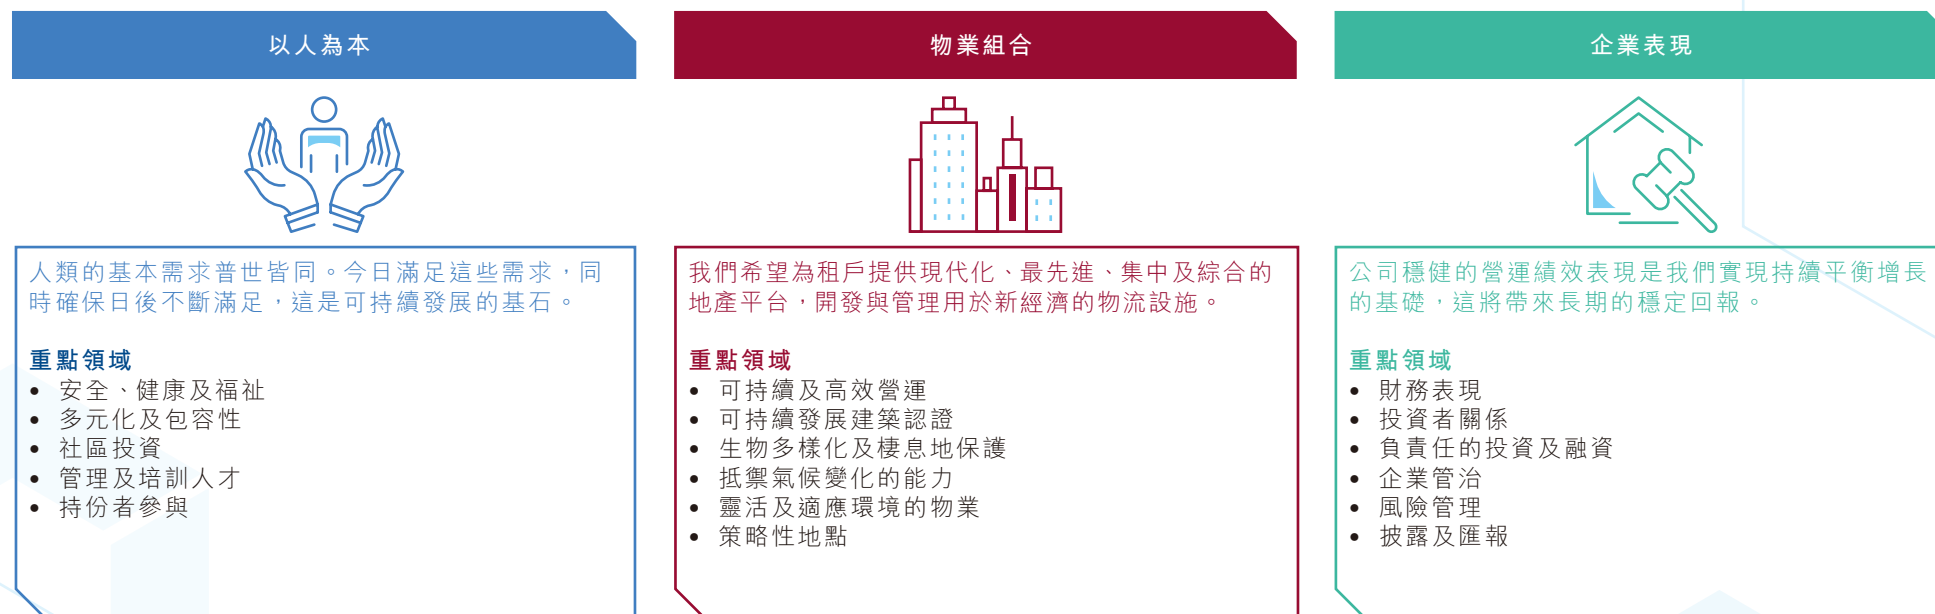 以人為本
人類的基本需求普世皆同。今日滿足這些需求，同
時確保日後不斷滿足，這是可持續發展的基石。
重點領域
• 安全、健康及福祉
• 多元化及包容性
• 社區投資
• 管理及培訓人才
• 持份者參與
物業組合
我們希望為租戶提供現代化、最先進、集中及綜合的
地產平台，開發與管理用於新經濟的物流設施。
重點領域
• 可持續及高效營運
• 可持續發展建築認證
• 生物多樣化及棲息地保護
• 抵禦氣候變化的能力
• 靈活及適應環境的物業
• 策略性地點
企業表現
公司穩健的營運績效表現是我們實現持續平衡增長
的基礎，這將帶來長期的穩定回報。
重點領域
• 財務表現
• 投資者關係
• 負責任的投資及融資
• 企業管治
• 風險管理
• 披露及匯報